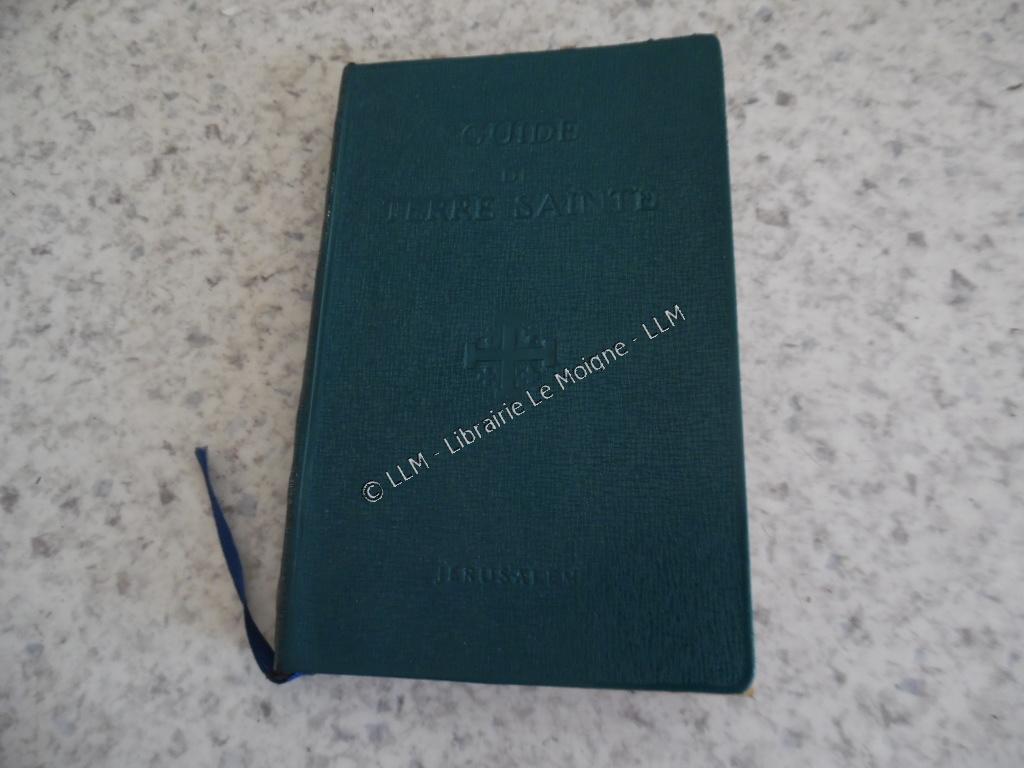 GUIDE
DE
TERRE SAINTE
© LLM - Librairie Le Moigne - LLM
JERUSALEM